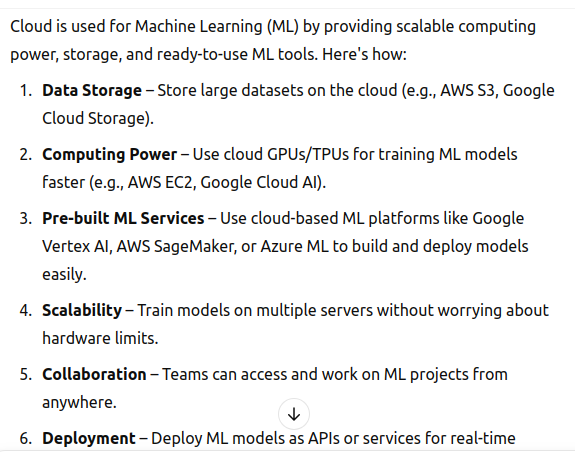 Cloud is used for Machine Learning (ML) by providing scalable computing
power, storage, and ready-to-use ML tools. Here's how:
1. Data Storage – Store large datasets on the cloud (e.g., AWS S3, Google
Cloud Storage).
2. Computing Power – Use cloud GPUs/TPUs for training ML models
faster (e.g., AWS EC2, Google Cloud AI).
3. Pre-built ML Services – Use cloud-based ML platforms like Google
Vertex AI, AWS SageMaker, or Azure ML to build and deploy models
easily.
4. Scalability – Train models on multiple servers without worrying about
hardware limits.
5. Collaboration – Teams can access and work on ML projects from
anywhere.
6. Deployment – Deploy ML models as APIs or services for real-time